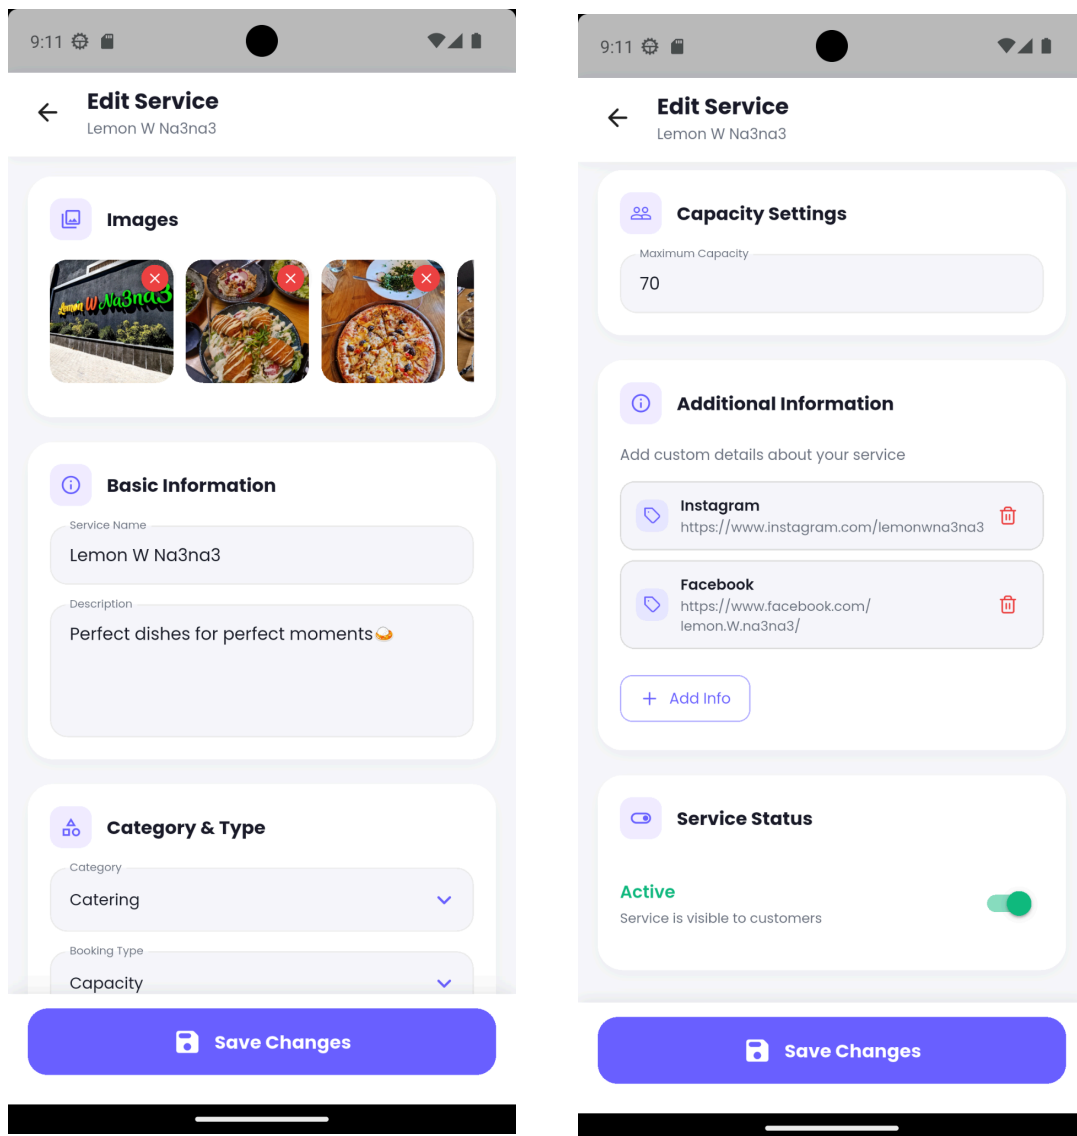 9:11
Edit Service
Lemon W Na3na3
Images
Lemon W Na3na3
Basic Information
Service Name
Lemon W Na3na3
Description
Perfect dishes for perfect moments🍛
Category & Type
Category
Catering
Booking Type
Capacity
Save Changes
9:11
Edit Service
Lemon W Na3na3
Capacity Settings
Maximum Capacity
70
Additional Information
Add custom details about your service
Instagram
https://www.instagram.com/lemonwna3na3
Facebook
https://www.facebook.com/
lemon.W.na3na3/
+ Add Info
Service Status
Active
Service is visible to customers
Save Changes